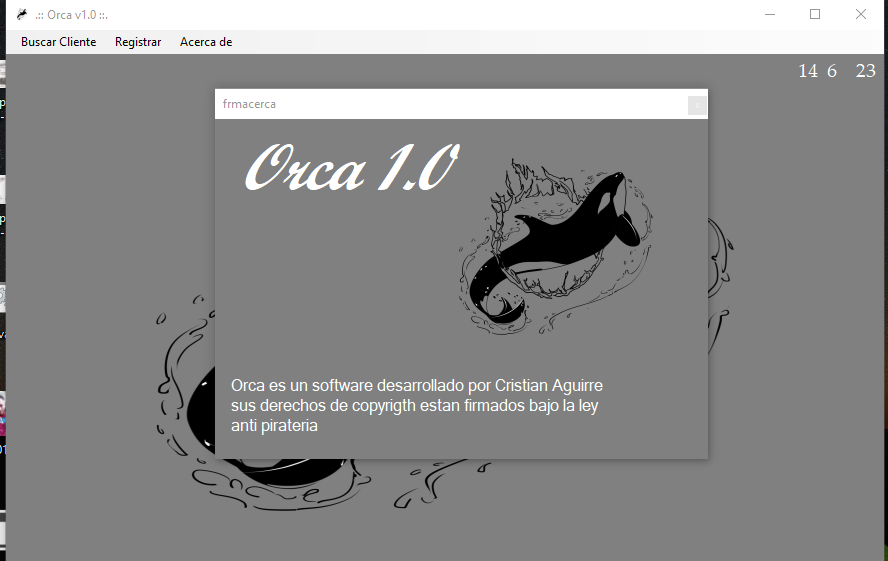 .:: Orca v1.0 ::.
Buscar Cliente Registrar Acerca de
14 6 23
frmacerca
Orca 1.0
Orca es un software desarrollado por Cristian Aguirre
sus derechos de copyrigth estan firmados bajo la ley
anti pirateria